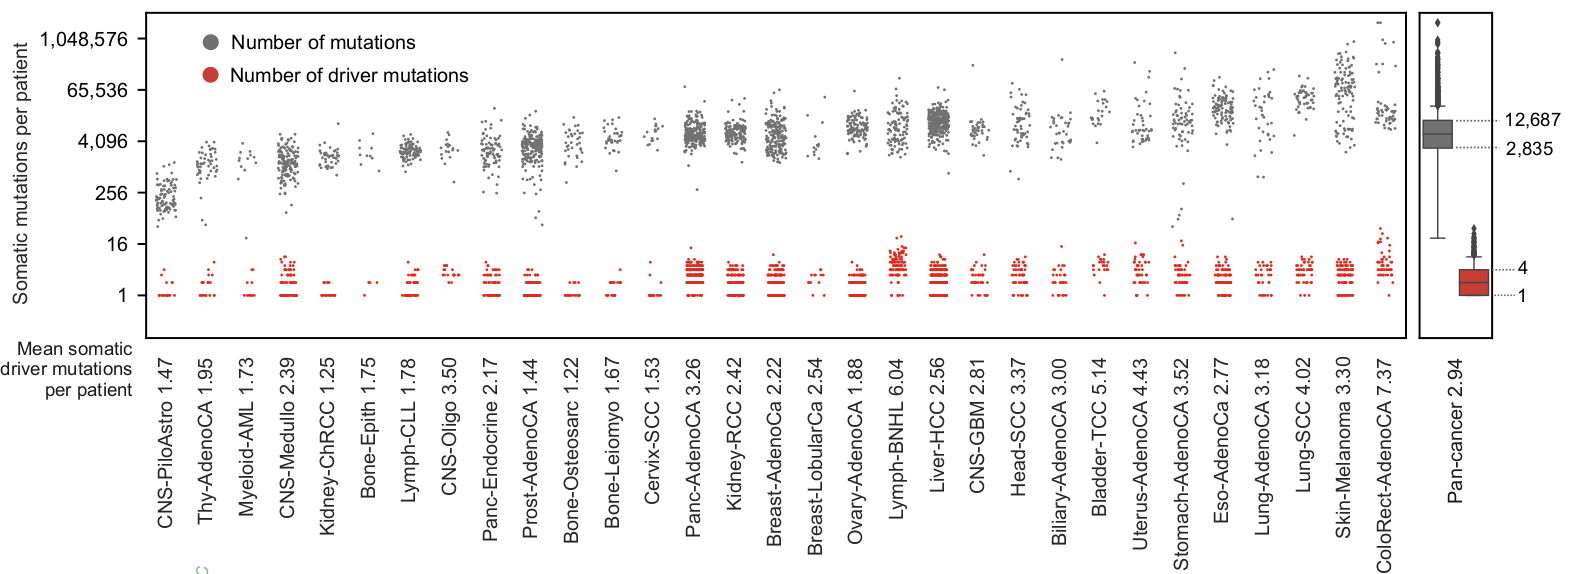 Somatic mutations per patient
1,048,576
65,536
4,096
256
16
1
Number of mutations
Number of driver mutations
12,687
2,835
4
1
Mean somatic
driver mutations
per patient
CNS-PiloAstro 1.47
Thy-AdenoCA 1.95
Myeloid-AML 1.73
CNS-Medullo 2.39
Kidney-ChRCC 1.25
Bone-Epith 1.75
Lymph-CLL 1.78
CNS-Oligo 3.50
Panc-Endocrine 2.17
Prost-AdenoCA 1.44
Bone-Osteosarc 1.22
Bone-Leiomyo 1.67
Cervix-SCC 1.53
Panc-AdenoCA 3.26
Kidney-RCC 2.42
Breast-AdenoCa 2.22
Breast-LobularCa 2.54
Ovary-AdenoCA 1.88
Lymph-BNHL 6.04
Liver-HCC 2.56
CNS-GBM 2.81
Head-SCC 3.37
Biliary-AdenoCA 3.00
Bladder-TCC 5.14
Uterus-AdenoCA 4.43
Stomach-AdenoCA 3.52
Eso-AdenoCa 2.77
Lung-AdenoCA 3.18
Lung-SCC 4.02
Skin-Melanoma 3.30
ColoRect-AdenoCA 7.37
Pan-cancer 2.94